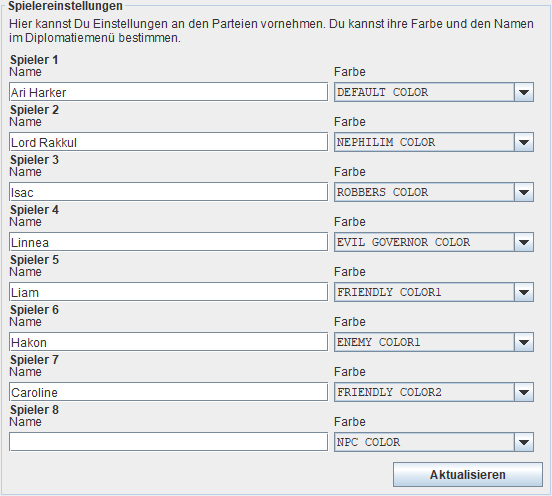 Spielereinstellungen
Hier kannst Du Einstellungen an den Parteien vornehmen. Du kannst ihre Farbe und den Namen
im Diplomatiemenü bestimmen.
Spieler 1
Name Farbe
Ari Harker DEFAULT COLOR
Spieler 2
Name Farbe
Lord Rakkul NEPHILIM COLOR
Spieler 3
Name Farbe
Isac ROBBERS COLOR
Spieler 4
Name Farbe
Linnea EVIL GOVERNOR COLOR
Spieler 5
Name Farbe
Liam FRIENDLY COLOR1
Spieler 6
Name Farbe
Hakon ENEMY COLOR1
Spieler 7
Name Farbe
Caroline FRIENDLY COLOR2
Spieler 8
Name Farbe
NPC COLOR
Aktualisieren